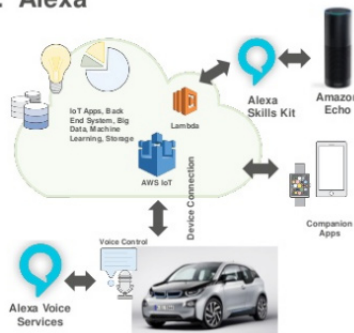 Alexa
IoT Apps, Back
End System, Big
Data, Machine
Learning, Storage
Lambda
Alexa
Skills Kit
Amazon
Echo
AWS IoT
Device Connection
Companion
Apps
Voice Control
Alexa Voice
Services